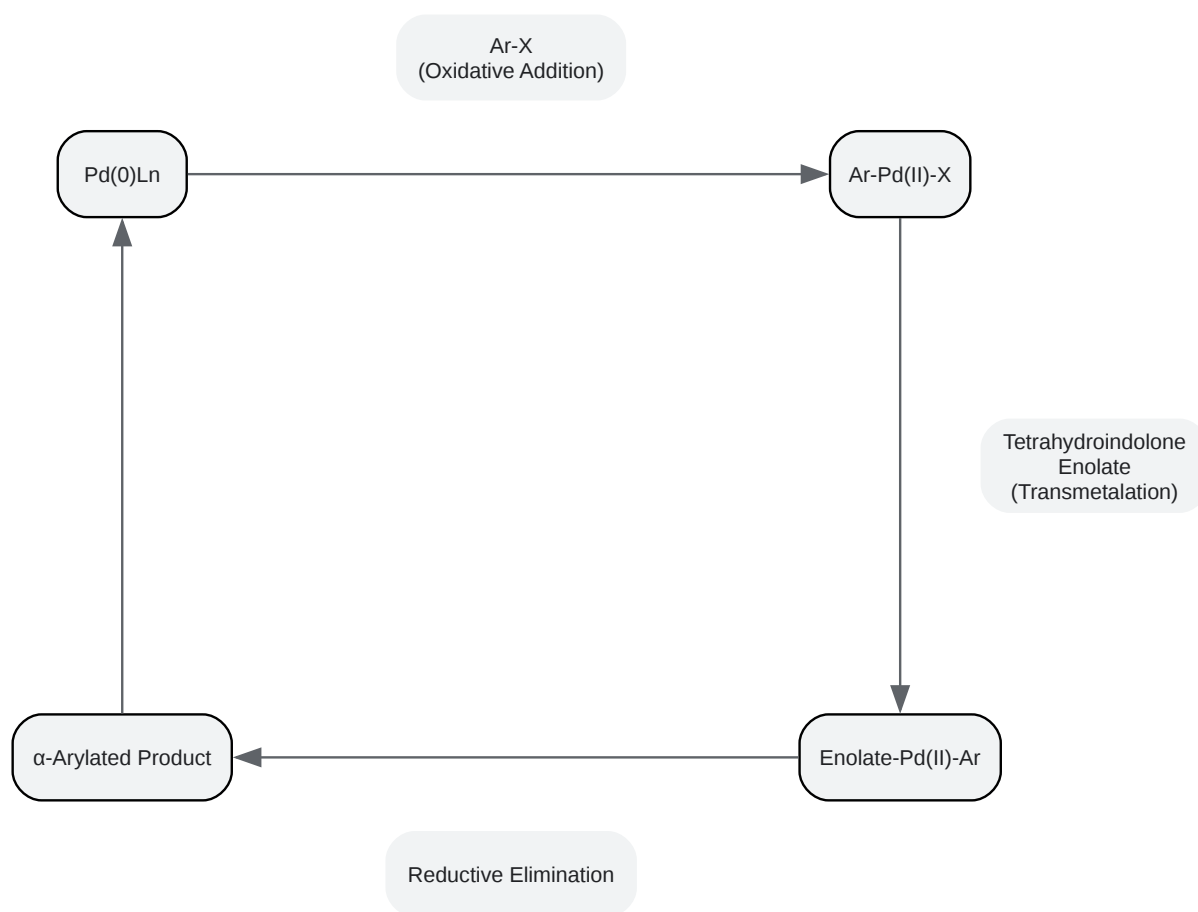 Ar-X
(Oxidative Addition)
Pd(0)Ln
Ar-Pd(II)-X
Tetrahydroindolone
Enolate
(Transmetalation)
α-Arylated Product
Enolate-Pd(II)-Ar
Reductive Elimination